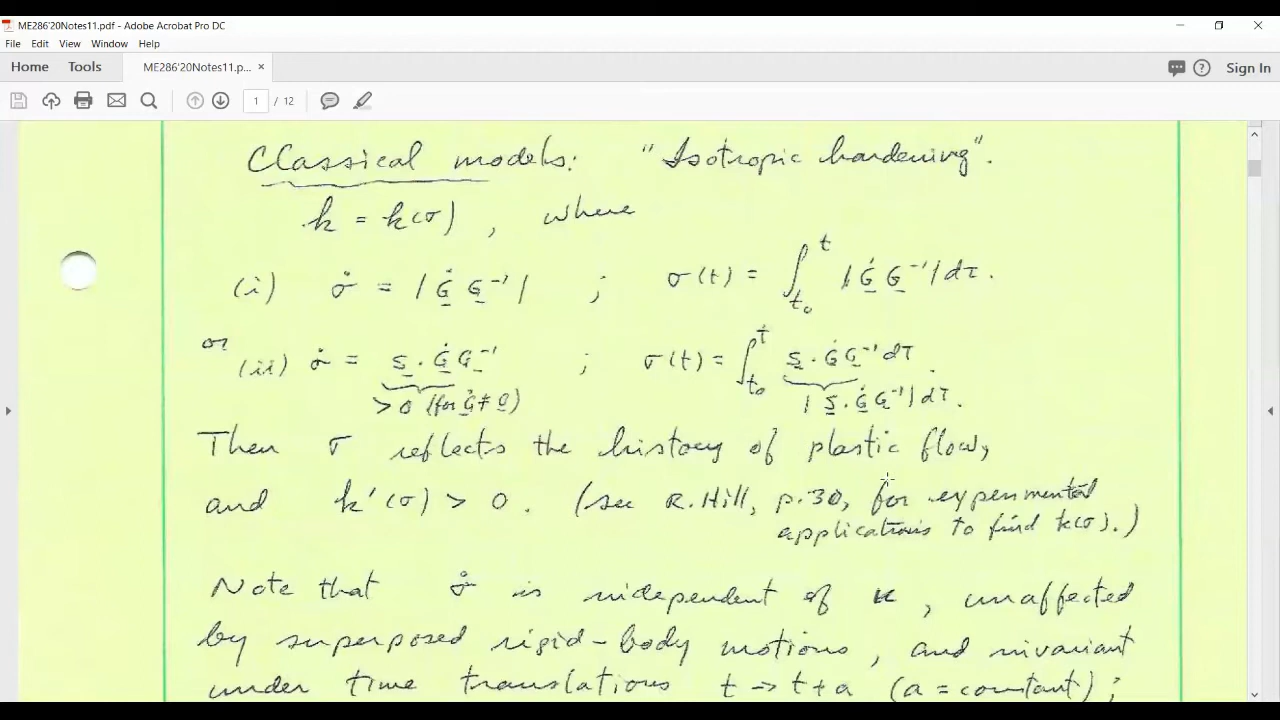 ME286'20Notes11.pdf - Adobe Acrobat Pro DC
File Edit View Window Help
Home Tools ME286'20Notes11.p... × Sign In
1 / 12
Classical models: "Isotropic hardening".
k = k(σ), where
(i) σ̇ = |Ġ G⁻¹| ; σ(t) = ∫_{t₀}^{t} |Ġ G⁻¹| dτ.
or
(ii) σ̇ = S · Ġ G⁻¹ ; σ(t) = ∫_{t₀}^{t} S · Ġ G⁻¹ dτ.
> 0 (for Ġ ≠ 0) |S · Ġ G⁻¹| dτ.
Then σ reflects the history of plastic flow,
and k'(σ) > 0. (see R. Hill, p.30, for experimental
applications to find k(σ).)
Note that σ̇ is independent of κ, unaffected
by superposed rigid-body motions, and invariant
under time translations t → t+a (a = constant);